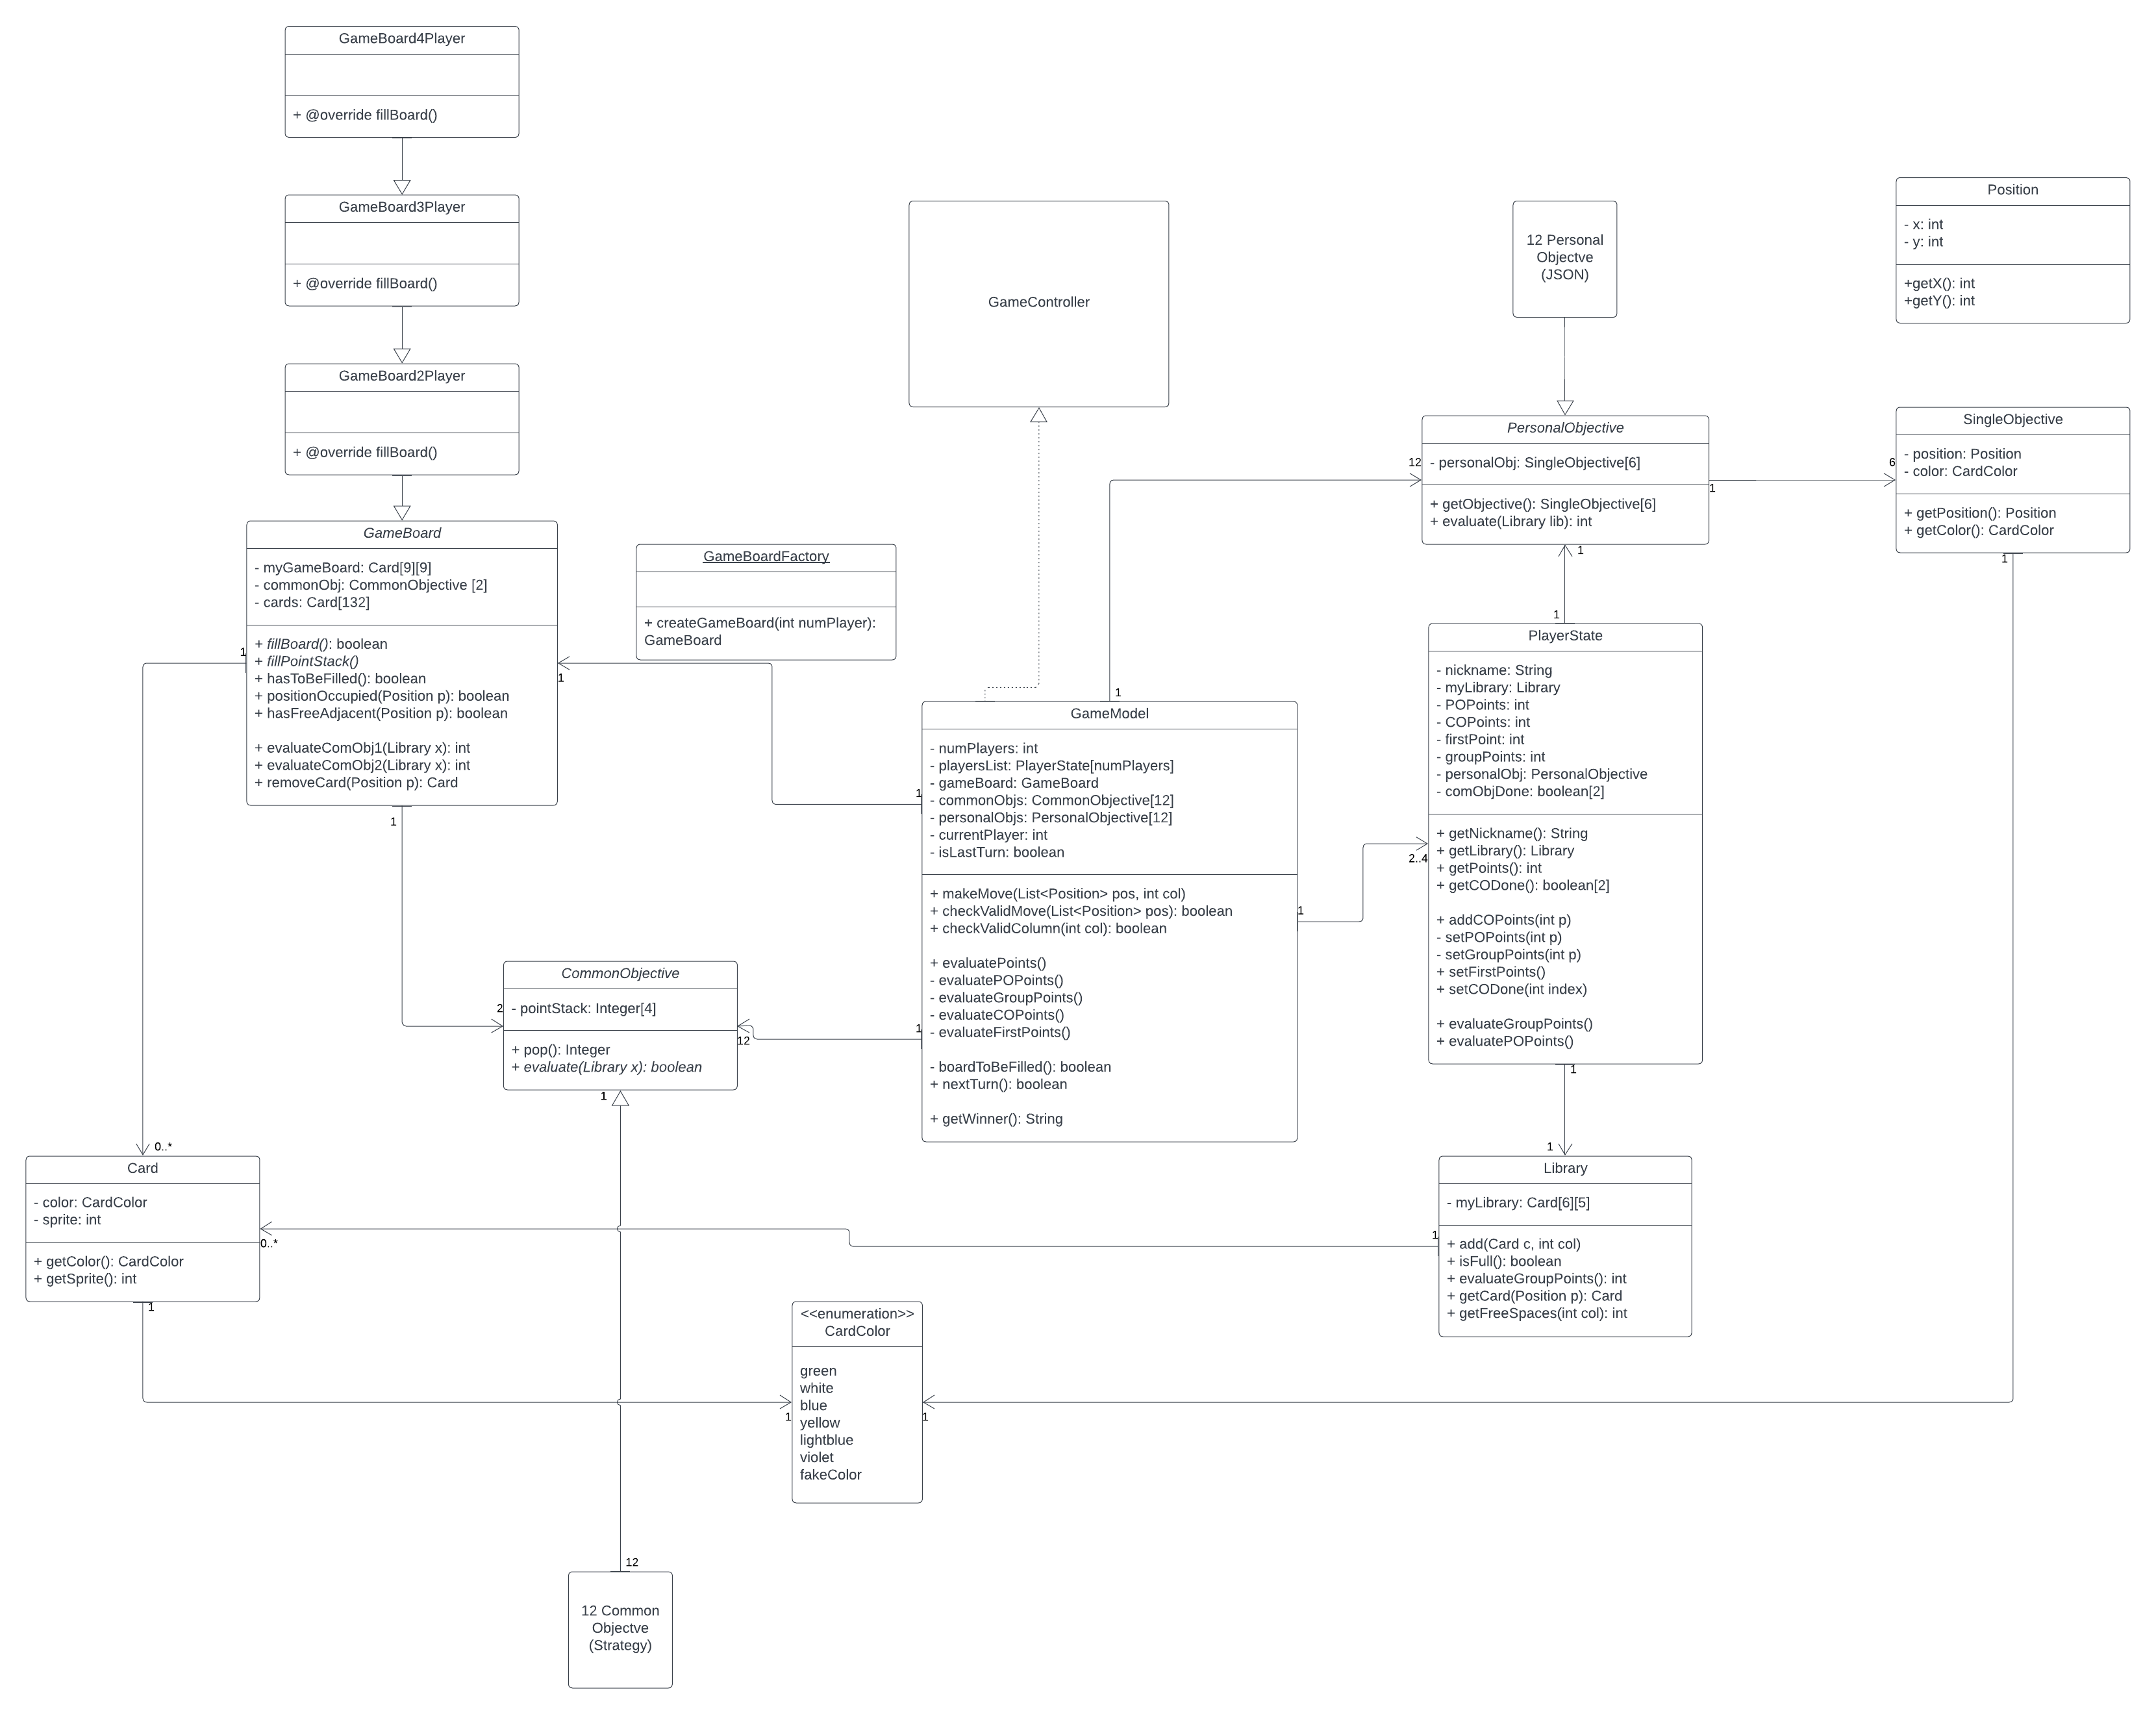 GameBoard4Player
+ @override fillBoard()
GameBoard3Player
+ @override fillBoard()
GameBoard2Player
+ @override fillBoard()
GameBoard
- myGameBoard: Card[9][9]
- commonObj: CommonObjective [2]
- cards: Card[132]
+ fillBoard(): boolean
+ fillPointStack()
+ hasToBeFilled(): boolean
+ positionOccupied(Position p): boolean
+ hasFreeAdjacent(Position p): boolean
+ evaluateComObj1(Library x): int
+ evaluateComObj2(Library x): int
+ removeCard(Position p): Card
1
1
1
GameBoardFactory
+ createGameBoard(int numPlayer):
GameBoard
GameController
12 Personal
Objectve
(JSON)
Position
- x: int
- y: int
+getX(): int
+getY(): int
PersonalObjective
- personalObj: SingleObjective[6]
+ getObjective(): SingleObjective[6]
+ evaluate(Library lib): int
12
1
1
6
SingleObjective
- position: Position
- color: CardColor
+ getPosition(): Position
+ getColor(): CardColor
1
1
GameModel
- numPlayers: int
- playersList: PlayerState[numPlayers]
- gameBoard: GameBoard
- commonObjs: CommonObjective[12]
- personalObjs: PersonalObjective[12]
- currentPlayer: int
- isLastTurn: boolean
+ makeMove(List<Position> pos, int col)
+ checkValidMove(List<Position> pos): boolean
+ checkValidColumn(int col): boolean
+ evaluatePoints()
- evaluatePOPoints()
- evaluateGroupPoints()
- evaluateCOPoints()
- evaluateFirstPoints()
- boardToBeFilled(): boolean
+ nextTurn(): boolean
+ getWinner(): String
1
1
1
1
2..4
PlayerState
- nickname: String
- myLibrary: Library
- POPoints: int
- COPoints: int
- firstPoint: int
- groupPoints: int
- personalObj: PersonalObjective
- comObjDone: boolean[2]
+ getNickname(): String
+ getLibrary(): Library
+ getPoints(): int
+ getCODone(): boolean[2]
+ addCOPoints(int p)
- setPOPoints(int p)
- setGroupPoints(int p)
+ setFirstPoints()
+ setCODone(int index)
+ evaluateGroupPoints()
+ evaluatePOPoints()
1
1
CommonObjective
- pointStack: Integer[4]
+ pop(): Integer
+ evaluate(Library x): boolean
2
12
1
0..*
Card
- color: CardColor
- sprite: int
+ getColor(): CardColor
+ getSprite(): int
0..*
1
Library
- myLibrary: Card[6][5]
+ add(Card c, int col)
+ isFull(): boolean
+ evaluateGroupPoints(): int
+ getCard(Position p): Card
+ getFreeSpaces(int col): int
1
<<enumeration>>
CardColor
green
white
blue
yellow
lightblue
violet
fakeColor
1
1
12
12 Common
Objectve
(Strategy)